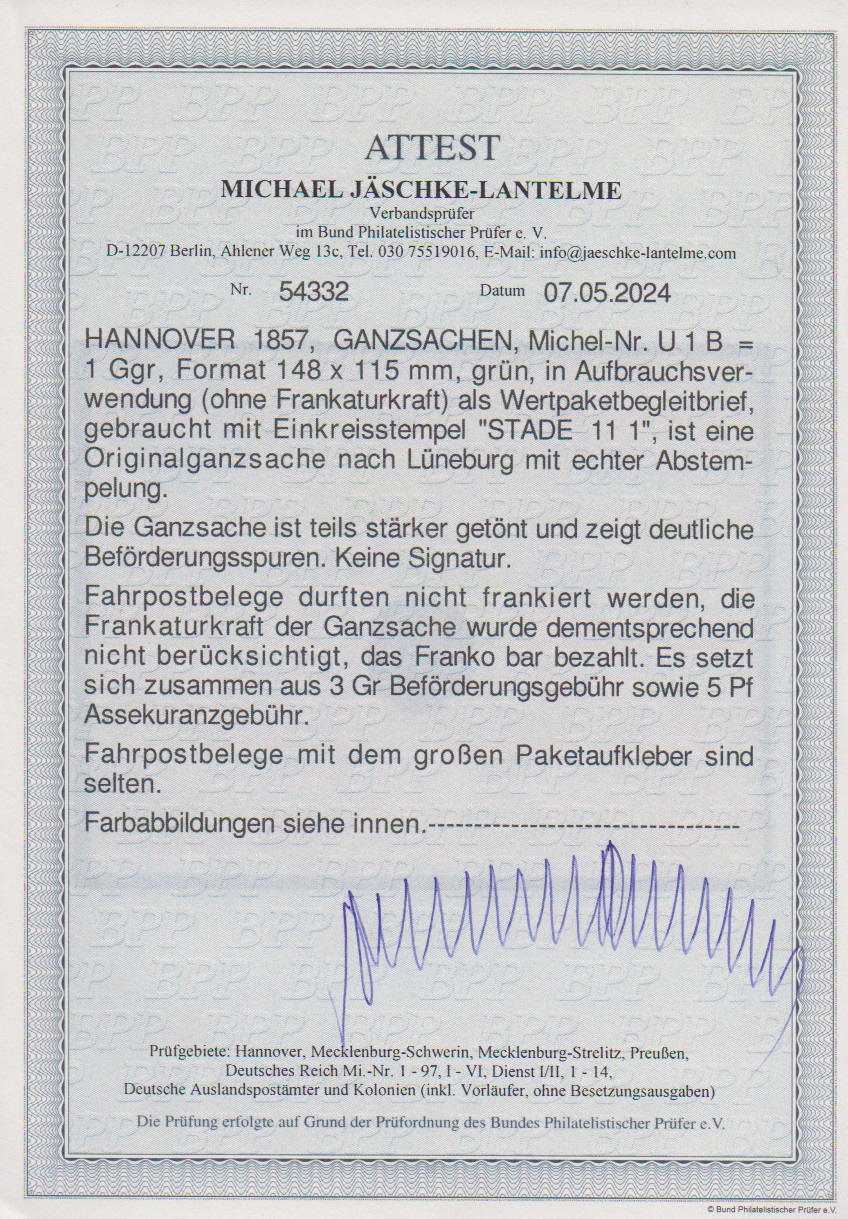 ATTEST
MICHAEL JÄSCHKE-LANTELME
Verbandsprüfer
im Bund Philatelistischer Prüfer e. V.
D-12207 Berlin, Ahlener Weg 13c, Tel. 030 75519016, E-Mail: info@jaeschke-lantelme.com
Nr. 54332 Datum 07.05.2024
HANNOVER 1857, GANZSACHEN, Michel-Nr. U 1 B =
1 Ggr, Format 148 x 115 mm, grün, in Aufbrauchsver-
wendung (ohne Frankaturkraft) als Wertpaketbegleitbrief,
gebraucht mit Einkreisstempel "STADE 11 1", ist eine
Originalganzsache nach Lüneburg mit echter Abstem-
pelung.
Die Ganzsache ist teils stärker getönt und zeigt deutliche
Beförderungsspuren. Keine Signatur.
Fahrpostbelege durften nicht frankiert werden, die
Frankaturkraft der Ganzsache wurde dementsprechend
nicht berücksichtigt, das Franko bar bezahlt. Es setzt
sich zusammen aus 3 Gr Beförderungsgebühr sowie 5 Pf
Assekuranzgebühr.
Fahrpostbelege mit dem großen Paketaufkleber sind
selten.
Farbabbildungen siehe innen.-----------------------------------
Prüfgebiete: Hannover, Mecklenburg-Schwerin, Mecklenburg-Strelitz, Preußen,
Deutsches Reich Mi.-Nr. 1 - 97, I - VI, Dienst I/II, 1 - 14,
Deutsche Auslandspostämter und Kolonien (inkl. Vorläufer, ohne Besetzungsausgaben)
Die Prüfung erfolgte auf Grund der Prüfordnung des Bundes Philatelistischer Prüfer e.V.
© Bund Philatelistischer Prüfer e.V.